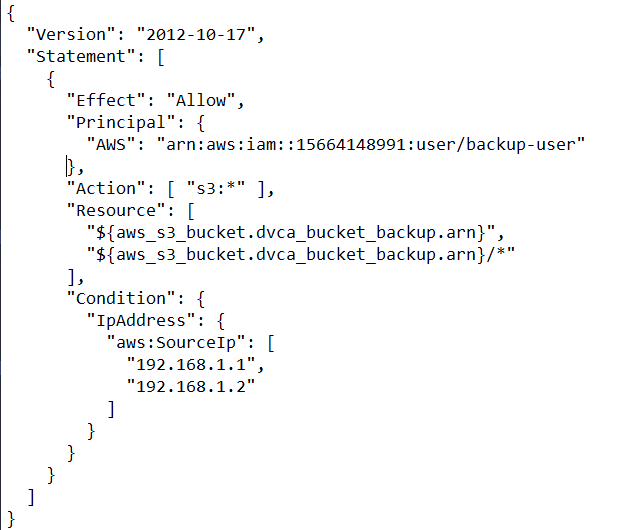 {
  "Version": "2012-10-17",
  "Statement": [
    {
      "Effect": "Allow",
      "Principal": {
        "AWS": "arn:aws:iam::15664148991:user/backup-user"
      },
      "Action": [ "s3:*" ],
      "Resource": [
        "${aws_s3_bucket.dvca_bucket_backup.arn}",
        "${aws_s3_bucket.dvca_bucket_backup.arn}/*"
      ],
      "Condition": {
        "IpAddress": {
          "aws:SourceIp": [
            "192.168.1.1",
            "192.168.1.2"
          ]
        }
      }
    }
  ]
}